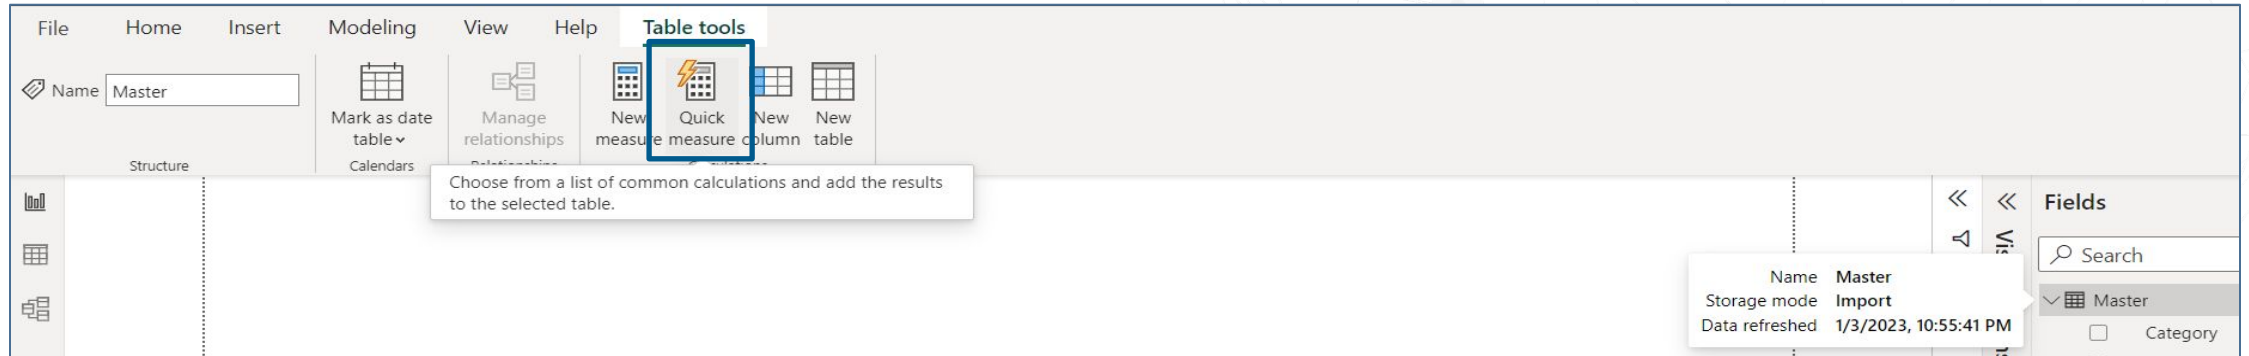 File Home Insert Modeling View Help Table tools
Name Master
Mark as date
table
Manage
relationships
New
measure
Quick
measure
New
column
New
table
Structure
Calendars
Relationships
Choose from a list of common calculations and add the results
to the selected table.
Fields
Search
Name Master
Storage mode Import
Data refreshed 1/3/2023, 10:55:41 PM
Master
Category